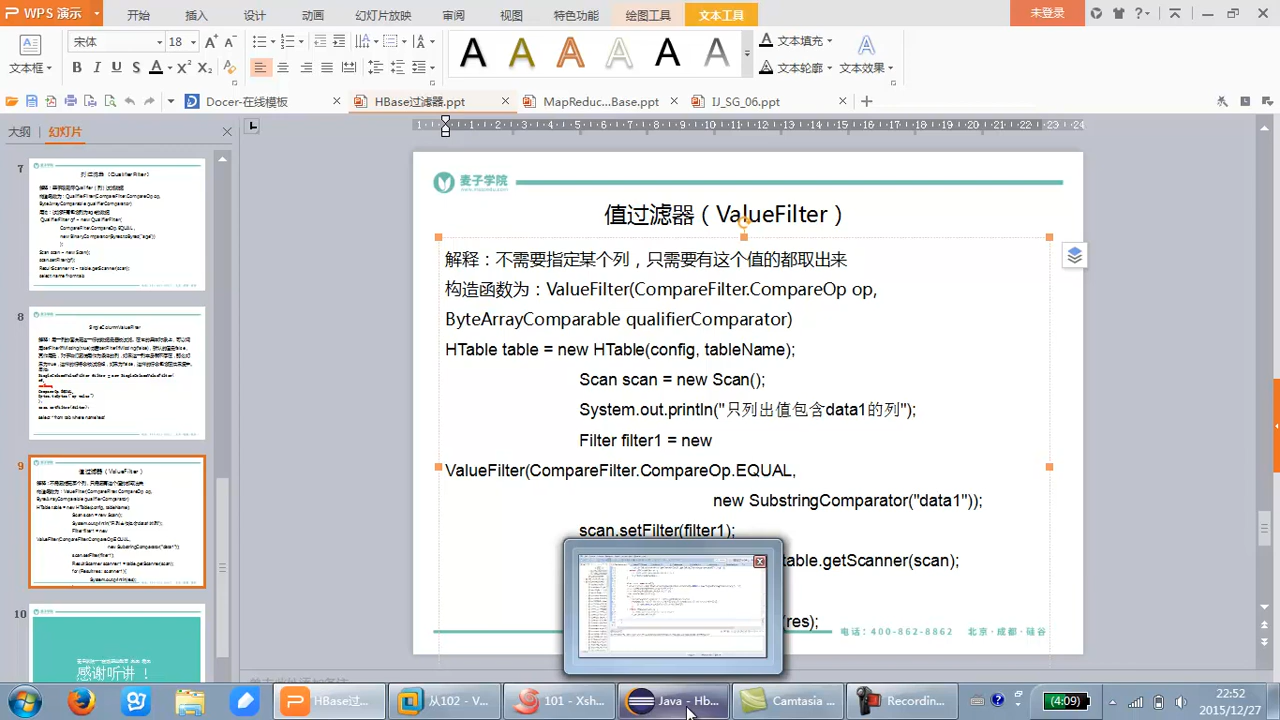 WPS 演示
开始
插入
设计
动画
幻灯片放映
审阅
视图
特色功能
绘图工具
文本工具
未登录
文本框
宋体
18
文本填充
文本轮廓
文本效果
Docer-在线模板
HBase过滤器.ppt
MapReduc...Base.ppt
IJ_SG_06.ppt
大纲
幻灯片
7
8
SingleColumnValueFilter
9
值过滤器（ValueFilter）
10
感谢听讲！
麦子学院
值过滤器（ValueFilter）
解释：不需要指定某个列，只需要有这个值的都取出来
构造函数为：ValueFilter(CompareFilter.CompareOp op,
ByteArrayComparable qualifierComparator)
HTable table = new HTable(config, tableName);
Scan scan = new Scan();
System.out.println("只列出值包含data1的列");
Filter filter1 = new
ValueFilter(CompareFilter.CompareOp.EQUAL,
new SubstringComparator("data1"));
scan.setFilter(filter1);
table.getScanner(scan);
(res);
电话：400-862-8862 北京·成都·硅谷
HBase过...
从102 - V...
101 - Xsh...
Java - Hb...
Camtasia ...
Recordin...
(4:09)
22:52
2015/12/27